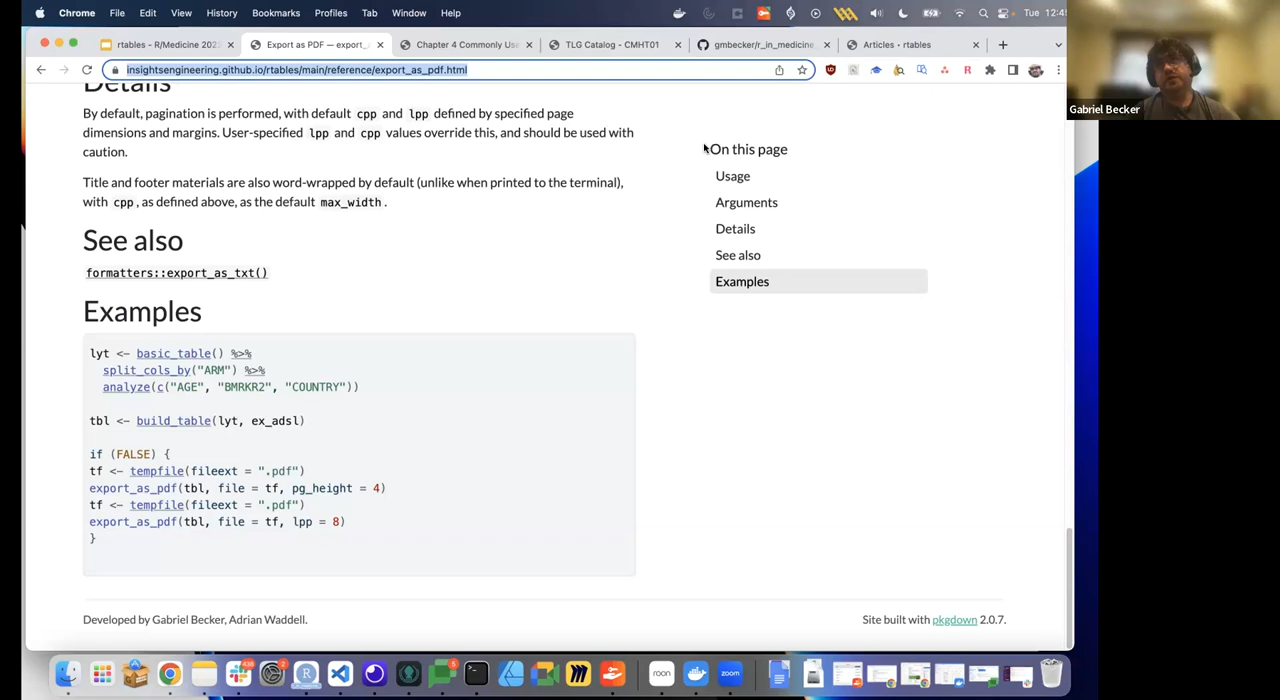 Chrome File Edit View History Bookmarks Profiles Tab Window Help Tue 12:4
rtables - R/Medicine 202 Export as PDF — export_ Chapter 4 Commonly Use TLG Catalog - CMHT01 gmbecker/r_in_medicine_ Articles • rtables
insightsengineering.github.io/rtables/main/reference/export_as_pdf.html
Gabriel Becker
Details
By default, pagination is performed, with default cpp and lpp defined by specified page
dimensions and margins. User-specified lpp and cpp values override this, and should be used with
caution.
Title and footer materials are also word-wrapped by default (unlike when printed to the terminal),
with cpp, as defined above, as the default max_width.
See also
formatters::export_as_txt()
Examples
lyt <- basic_table() %>%
split_cols_by("ARM") %>%
analyze(c("AGE", "BMRKR2", "COUNTRY"))
tbl <- build_table(lyt, ex_adsl)
if (FALSE) {
tf <- tempfile(fileext = ".pdf")
export_as_pdf(tbl, file = tf, pg_height = 4)
tf <- tempfile(fileext = ".pdf")
export_as_pdf(tbl, file = tf, lpp = 8)
}
On this page
Usage
Arguments
Details
See also
Examples
Developed by Gabriel Becker, Adrian Waddell.
Site built with pkgdown 2.0.7.
roon
zoom